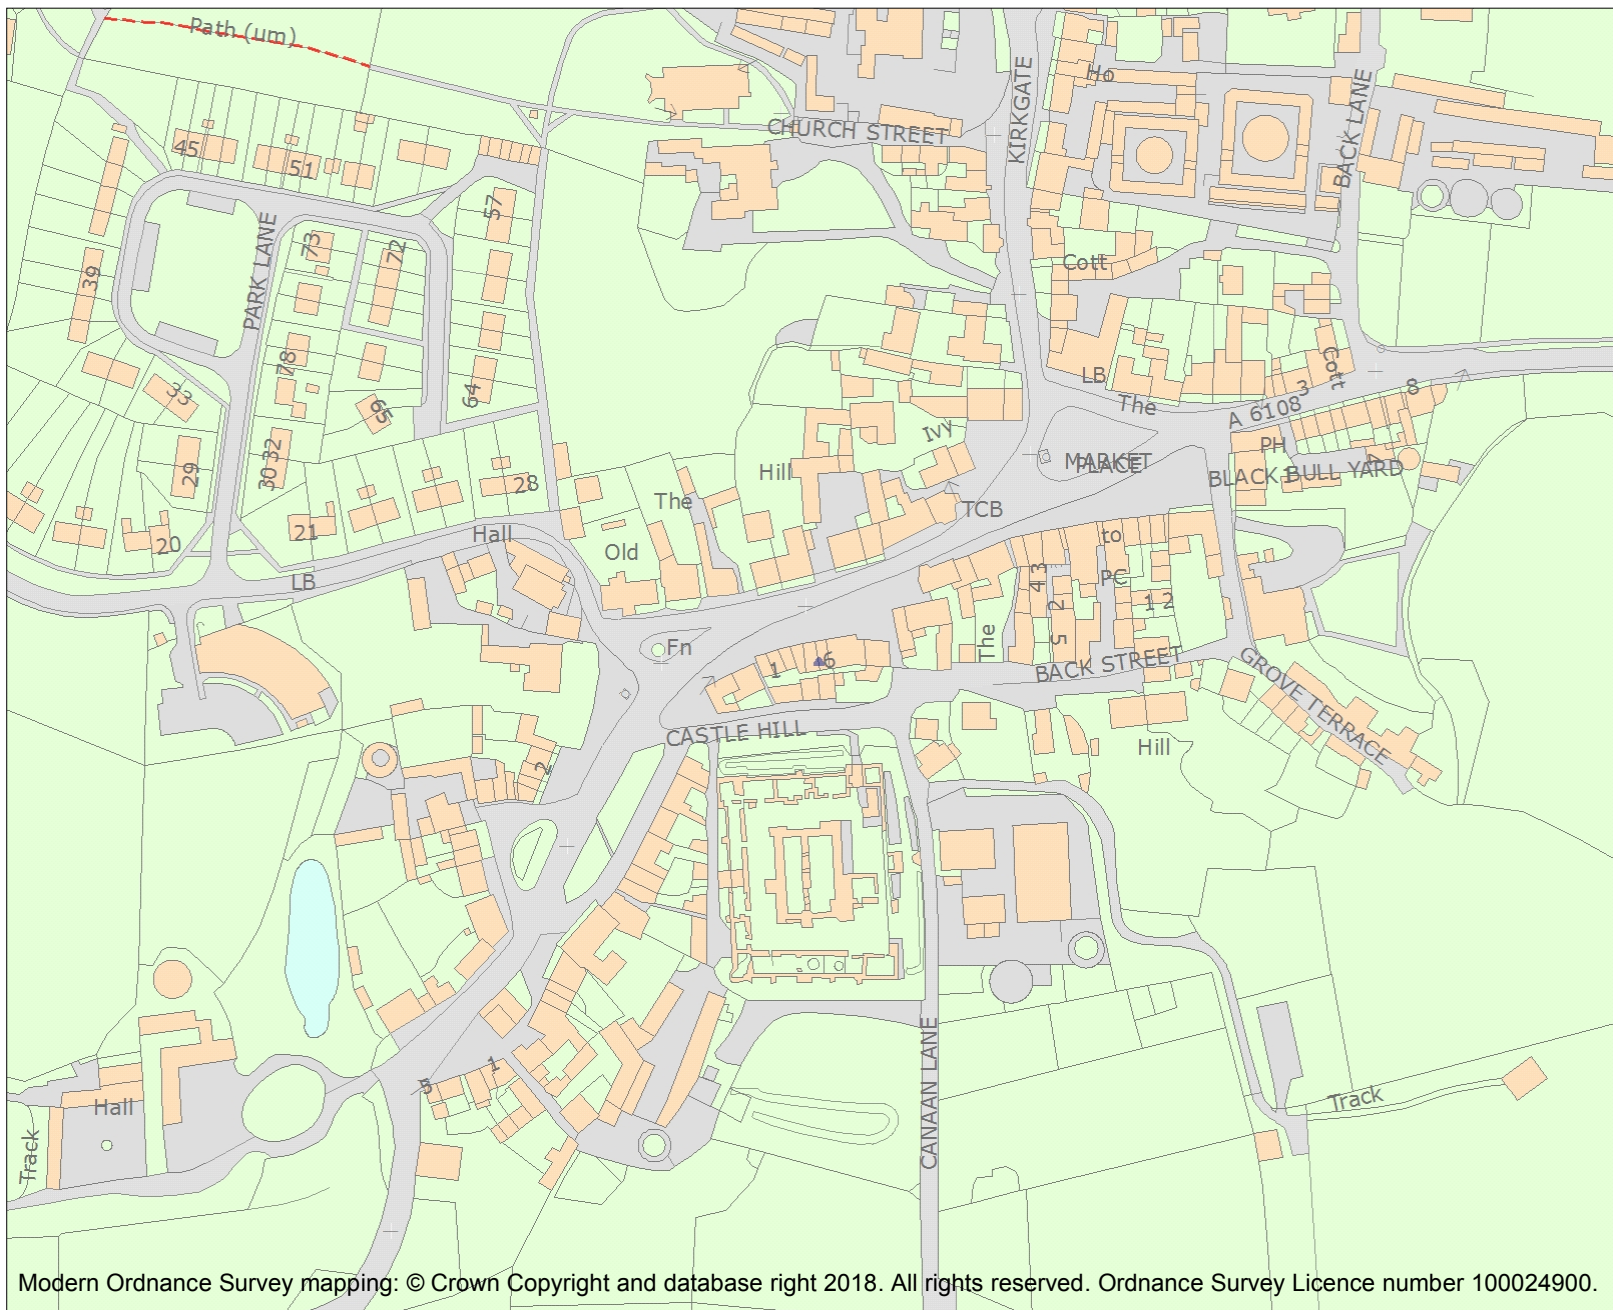 Path (um)
Ho
CHURCH STREET
KIRKGATE
BACK LANE
45
51
57
PARK LANE
73
72
39
Cott
78
33
64
65
LB
The
3
Cott
8
A 6108
Ivy
MARKET
PLACE
PH
BLACK BULL YARD
1
4
29
30 32
28
Hill
The
TCB
20
21
Hall
Old
LB
to
PC
43
2
1 2
5
The
Fn
1
6
BACK STREET
GROVE TERRACE
CASTLE HILL
Hill
2
5
1
Hall
Track
CANAAN LANE
Track
Modern Ordnance Survey mapping: © Crown Copyright and database right 2018. All rights reserved. Ordnance Survey Licence number 100024900.